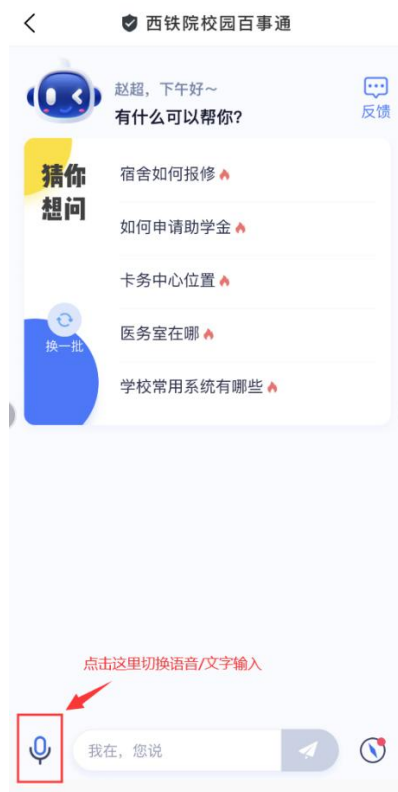 西铁院校园百事通
赵超，下午好～
有什么可以帮你?
反馈
猜你
想问
换一批
宿舍如何报修
如何申请助学金
卡务中心位置
医务室在哪
学校常用系统有哪些
点击这里切换语音/文字输入
我在，您说